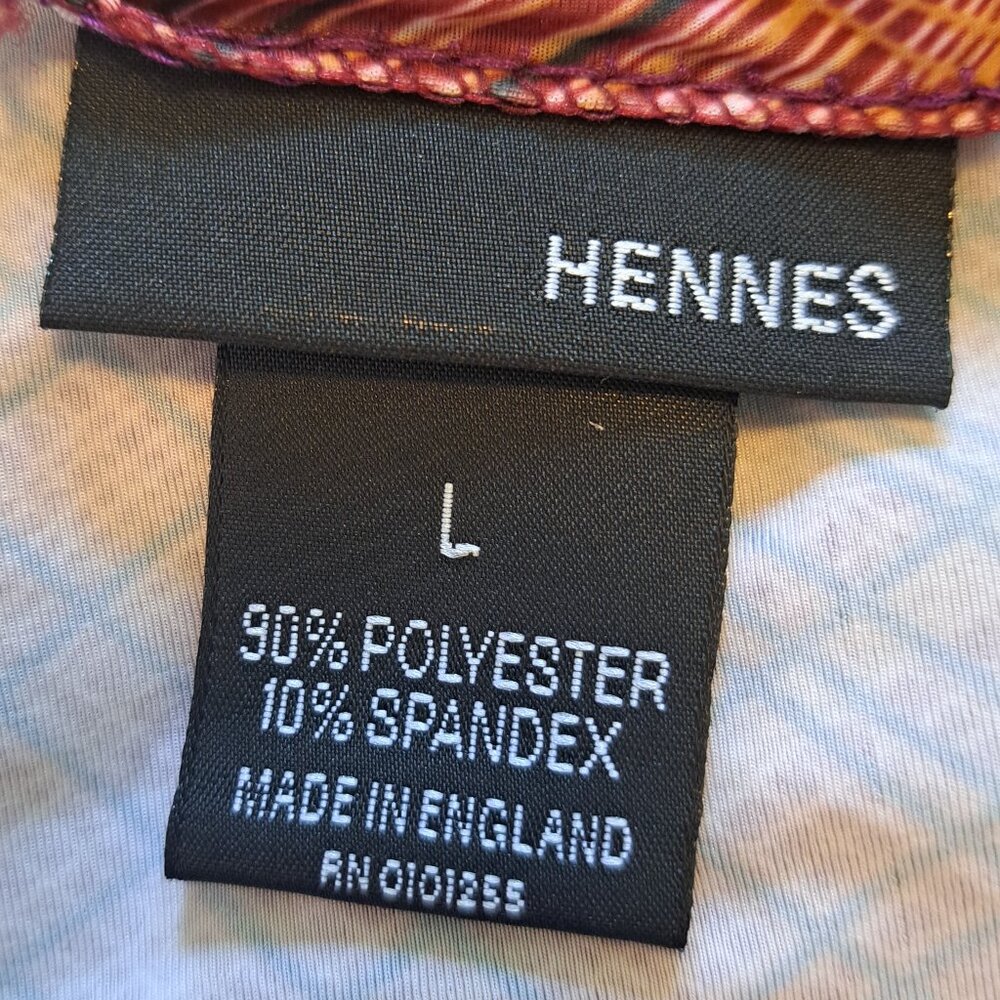 HENNES
L
90% POLYESTER
10% SPANDEX
MADE IN ENGLAND
RN 0101255